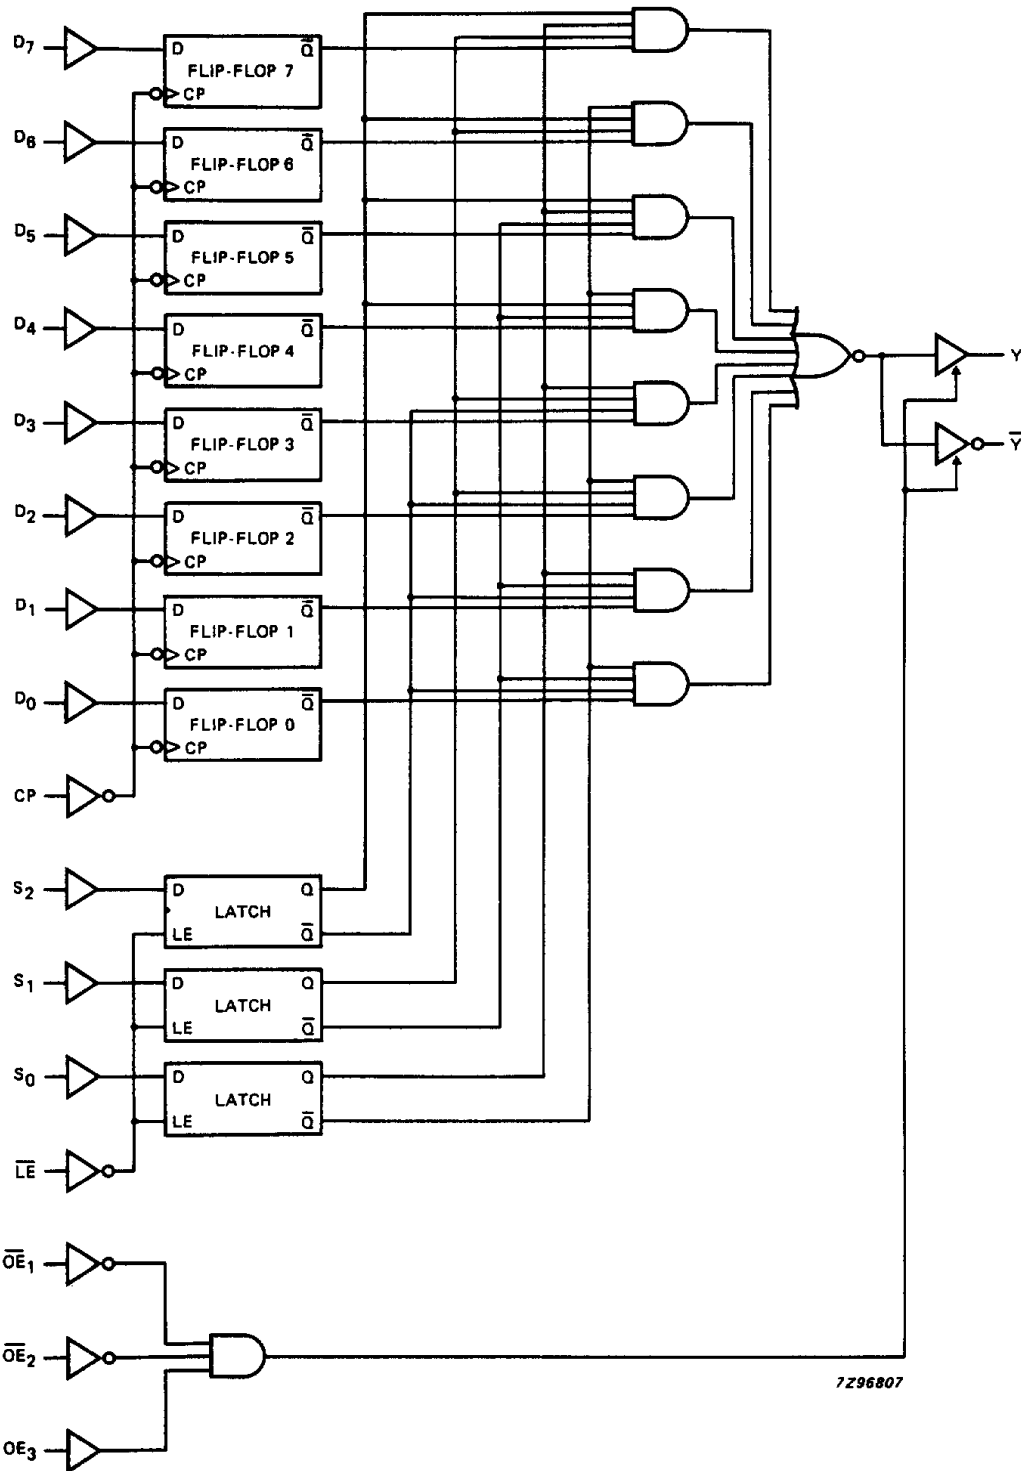 D7
D Q̅
FLIP-FLOP 7
CP
D6
D Q̅
FLIP-FLOP 6
CP
D5
D Q̅
FLIP-FLOP 5
CP
D4
D Q̅
FLIP-FLOP 4
CP
Y
D3
D Q̅
FLIP-FLOP 3
CP
Y̅
D2
D Q̅
FLIP-FLOP 2
CP
D1
D Q̅
FLIP-FLOP 1
CP
D0
D Q̅
FLIP-FLOP 0
CP
CP
S2
D Q
LATCH
LE Q̅
S1
D Q
LATCH
LE Q̅
S0
D Q
LATCH
LE Q̅
L̅E̅
O̅E̅1
O̅E̅2
7Z96807
OE3